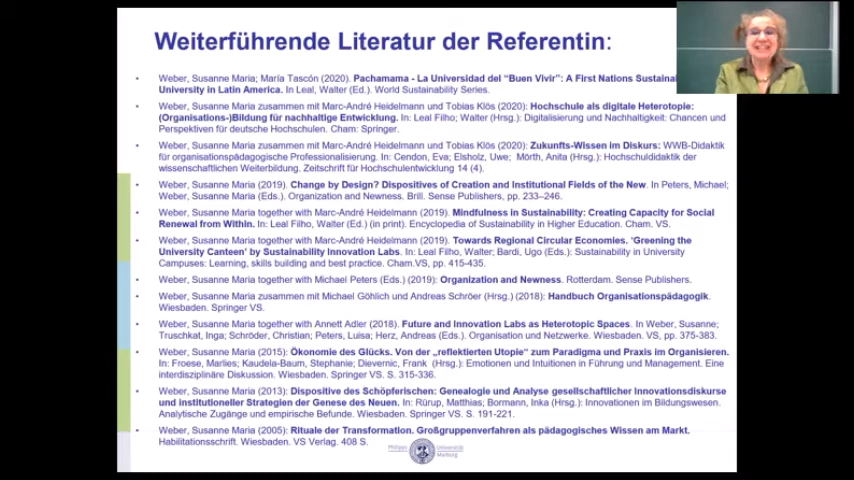 Weiterführende Literatur der Referentin:
• Weber, Susanne Maria; María Tascón (2020). Pachamama - La Universidad del “Buen Vivir”: A First Nations Sustaina
University in Latin America. In Leal, Walter (Ed.). World Sustainability Series.
• Weber, Susanne Maria zusammen mit Marc-André Heidelmann und Tobias Klös (2020): Hochschule als digitale Heterotopie:
(Organisations-)Bildung für nachhaltige Entwicklung. In: Leal Filho; Walter (Hrsg.): Digitalisierung und Nachhaltigkeit: Chancen und
Perspektiven für deutsche Hochschulen. Cham: Springer.
• Weber, Susanne Maria zusammen mit Marc-André Heidelmann und Tobias Klös (2020): Zukunfts-Wissen im Diskurs: WWB-Didaktik
für organisationspädagogische Professionalisierung. In: Cendon, Eva; Elsholz, Uwe; Mörth, Anita (Hrsg.): Hochschuldidaktik der
wissenschaftlichen Weiterbildung. Zeitschrift für Hochschulentwicklung 14 (4).
• Weber, Susanne Maria (2019). Change by Design? Dispositives of Creation and Institutional Fields of the New. In Peters, Michael;
Weber, Susanne Maria (Eds.). Organization and Newness. Brill. Sense Publishers, pp. 233–246.
• Weber, Susanne Maria together with Marc-André Heidelmann (2019). Mindfulness in Sustainability: Creating Capacity for Social
Renewal from Within. In: Leal Filho, Walter (Ed.) (in print). Encyclopedia of Sustainability in Higher Education. Cham. VS.
• Weber, Susanne Maria together with Marc-André Heidelmann (2019). Towards Regional Circular Economies. ‘Greening the
University Canteen‘ by Sustainability Innovation Labs. In: Leal Filho, Walter; Bardi, Ugo (Eds.): Sustainability in University
Campuses: Learning, skills building and best practice. Cham.VS, pp. 415-435.
• Weber, Susanne Maria together with Michael Peters (Eds.) (2019): Organization and Newness. Rotterdam. Sense Publishers.
• Weber, Susanne Maria zusammen mit Michael Göhlich und Andreas Schröer (Hrsg.) (2018): Handbuch Organisationspädagogik.
Wiesbaden. Springer VS.
• Weber, Susanne Maria together with Annett Adler (2018). Future and Innovation Labs as Heterotopic Spaces. In Weber, Susanne;
Truschkat, Inga; Schröder, Christian; Peters, Luisa; Herz, Andreas (Eds.). Organisation und Netzwerke. Wiesbaden. VS, pp. 375-383.
• Weber, Susanne Maria (2015): Ökonomie des Glücks. Von der „reflektierten Utopie“ zum Paradigma und Praxis im Organisieren.
In: Froese, Marlies; Kaudela-Baum, Stephanie; Dievernic, Frank (Hrsg.): Emotionen und Intuitionen in Führung und Management. Eine
interdisziplinäre Diskussion. Wiesbaden. Springer VS. S. 315-336.
• Weber, Susanne Maria (2013): Dispositive des Schöpferischen: Genealogie und Analyse gesellschaftlicher Innovationsdiskurse
und institutioneller Strategien der Genese des Neuen. In: Rürup, Matthias; Bormann, Inka (Hrsg.): Innovationen im Bildungswesen.
Analytische Zugänge und empirische Befunde. Wiesbaden. Springer VS. S. 191-221.
• Weber, Susanne Maria (2005): Rituale der Transformation. Großgruppenverfahren als pädagogisches Wissen am Markt.
Habilitationsschrift. Wiesbaden. VS Verlag. 408 S.
Philipps Universität
Marburg